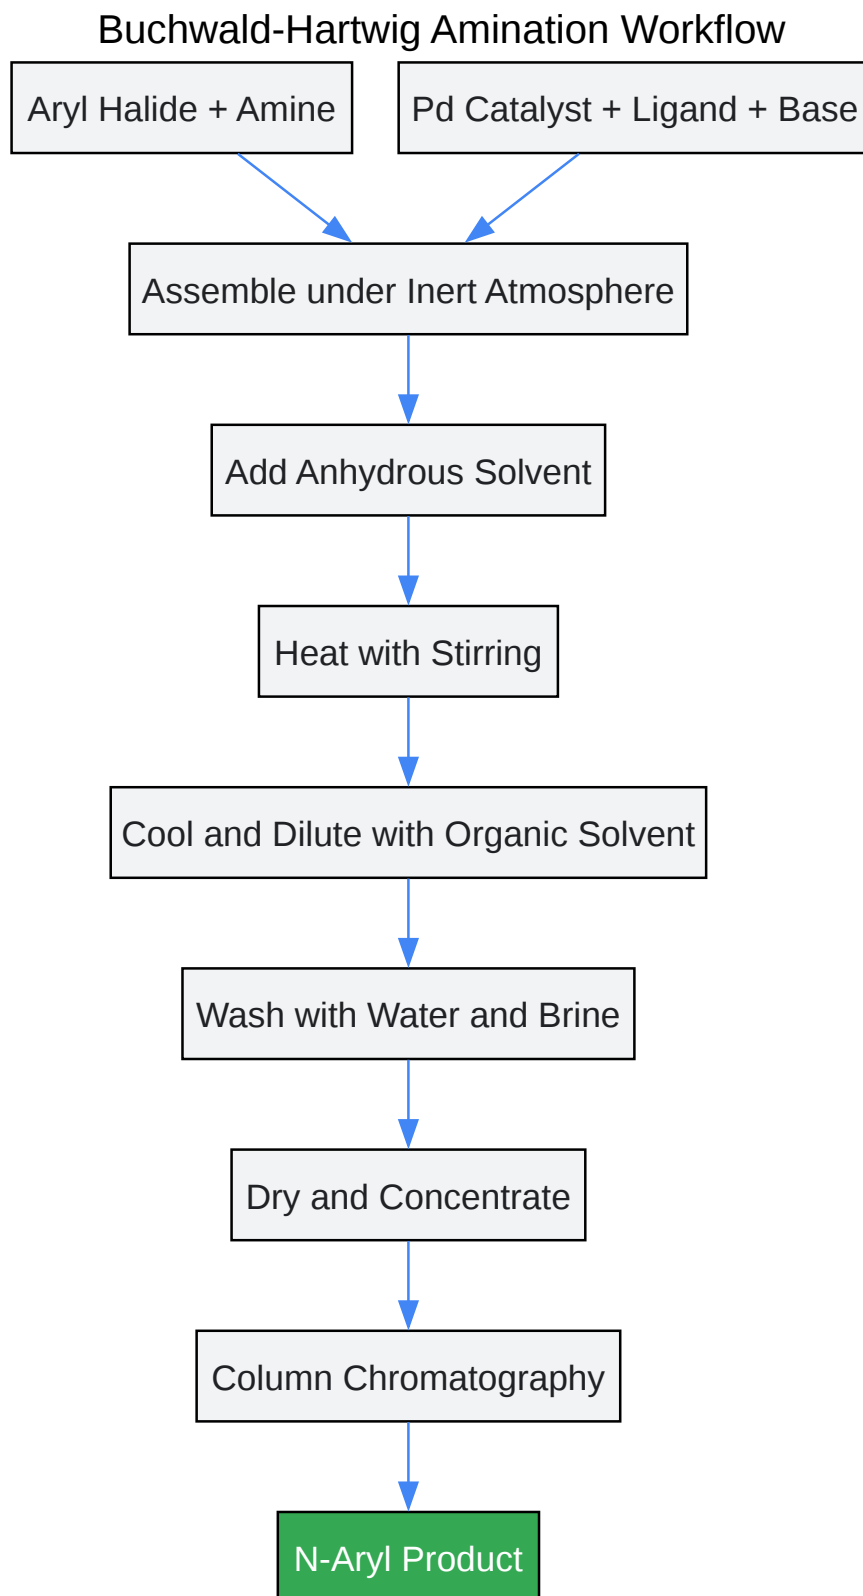 Buchwald-Hartwig Amination Workflow
Aryl Halide + Amine
Pd Catalyst + Ligand + Base
Assemble under Inert Atmosphere
Add Anhydrous Solvent
Heat with Stirring
Cool and Dilute with Organic Solvent
Wash with Water and Brine
Dry and Concentrate
Column Chromatography
N-Aryl Product